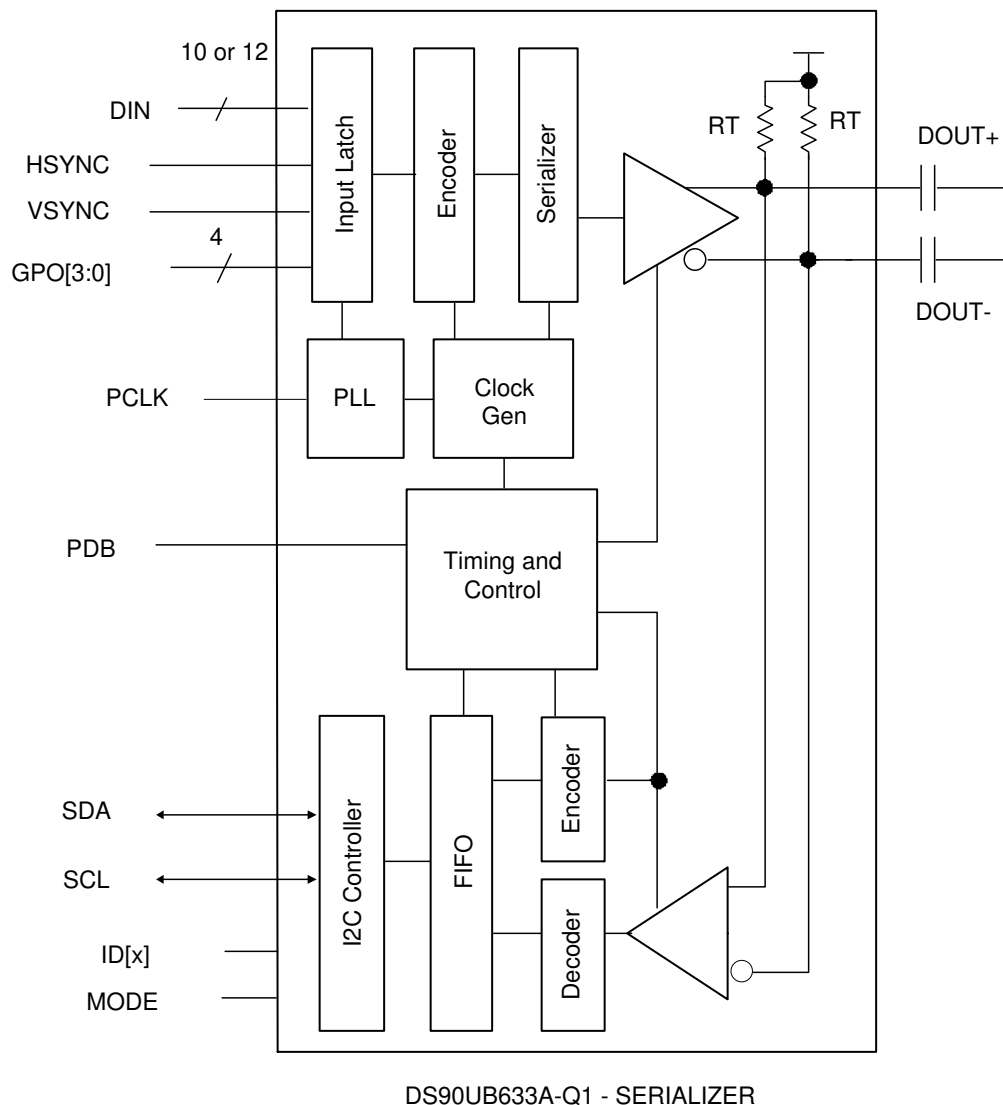 10 or 12
DIN
HSYNC
VSYNC
4
GPO[3:0]
Input Latch
Encoder
Serializer
RT
RT
DOUT+
DOUT-
PCLK
PLL
Clock
Gen
PDB
Timing and
Control
SDA
SCL
ID[x]
MODE
I2C Controller
FIFO
Encoder
Decoder
DS90UB633A-Q1 - SERIALIZER